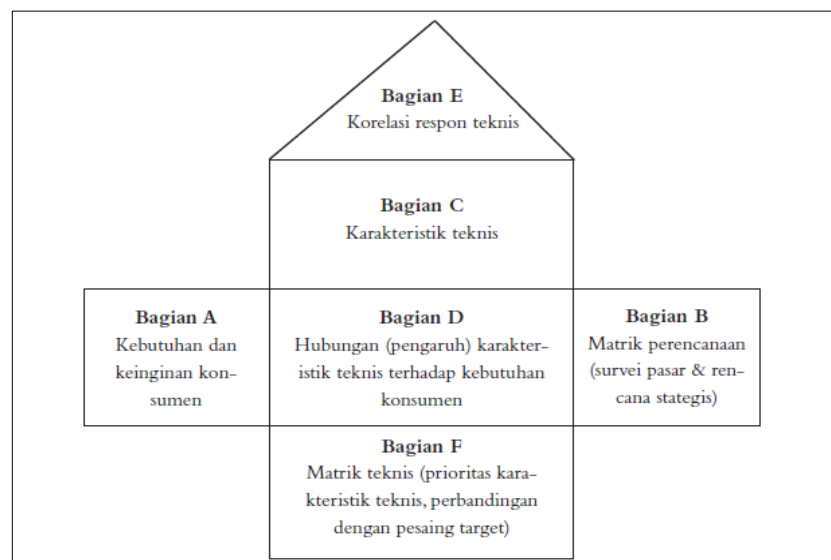 Bagian E
Korelasi respon teknis
Bagian C
Karakteristik teknis
Bagian A
Kebutuhan dan
keinginan kon-
sumen
Bagian D
Hubungan (pengaruh) karakter-
istik teknis terhadap kebutuhan
konsumen
Bagian B
Matrik perencanaan
(survei pasar & ren-
cana stategis)
Bagian F
Matrik teknis (prioritas kara-
kteristik teknis, perbandingan
dengan pesaing target)